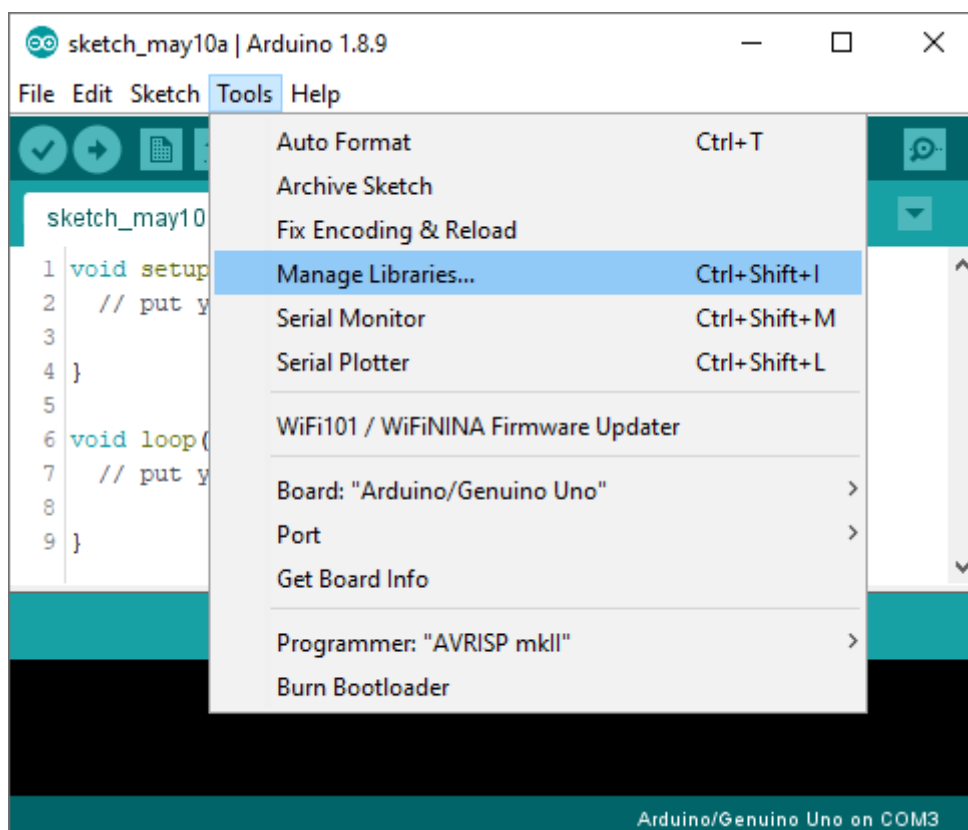 sketch_may10a | Arduino 1.8.9
File Edit Sketch Tools Help
Auto Format Ctrl+T
Archive Sketch
sketch_may10
Fix Encoding & Reload
1 void setup
Manage Libraries... Ctrl+Shift+I
2 // put y
Serial Monitor Ctrl+Shift+M
3
Serial Plotter Ctrl+Shift+L
4 }
5
WiFi101 / WiFiNINA Firmware Updater
6 void loop(
7 // put y
Board: "Arduino/Genuino Uno"
8
Port
9 }
Get Board Info
Programmer: "AVRISP mkII"
Burn Bootloader
Arduino/Genuino Uno on COM3